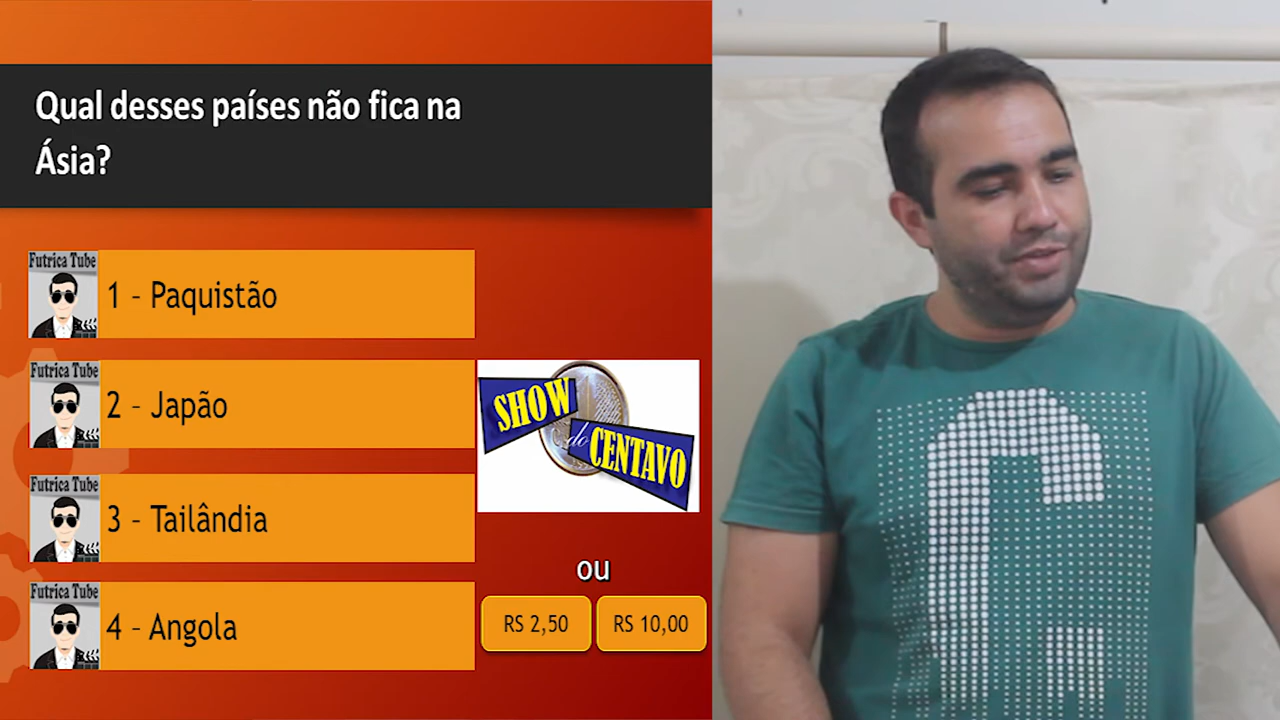 Qual desses países não fica na
Ásia?
Futrica Tube
1 - Paquistão
Futrica Tube
2 - Japão
Futrica Tube
3 - Tailândia
Futrica Tube
4 - Angola
SHOW
do
CENTAVO
ou
RS 2,50
RS 10,00